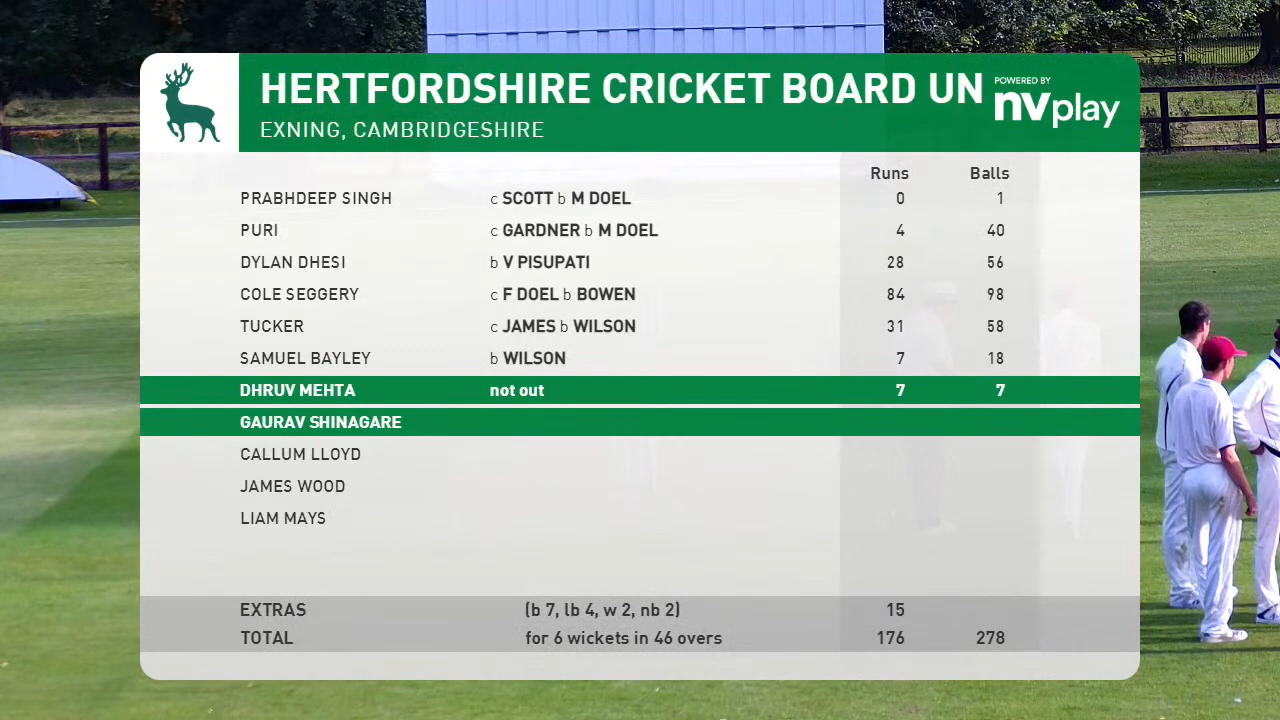 HERTFORDSHIRE CRICKET BOARD UN
EXNING, CAMBRIDGESHIRE
POWERED BY
nvplay
Runs Balls
PRABHDEEP SINGH c SCOTT b M DOEL 0 1
PURI c GARDNER b M DOEL 4 40
DYLAN DHESI b V PISUPATI 28 56
COLE SEGGERY c F DOEL b BOWEN 84 98
TUCKER c JAMES b WILSON 31 58
SAMUEL BAYLEY b WILSON 7 18
DHRUV MEHTA not out 7 7
GAURAV SHINAGARE
CALLUM LLOYD
JAMES WOOD
LIAM MAYS
EXTRAS (b 7, lb 4, w 2, nb 2) 15
TOTAL for 6 wickets in 46 overs 176 278